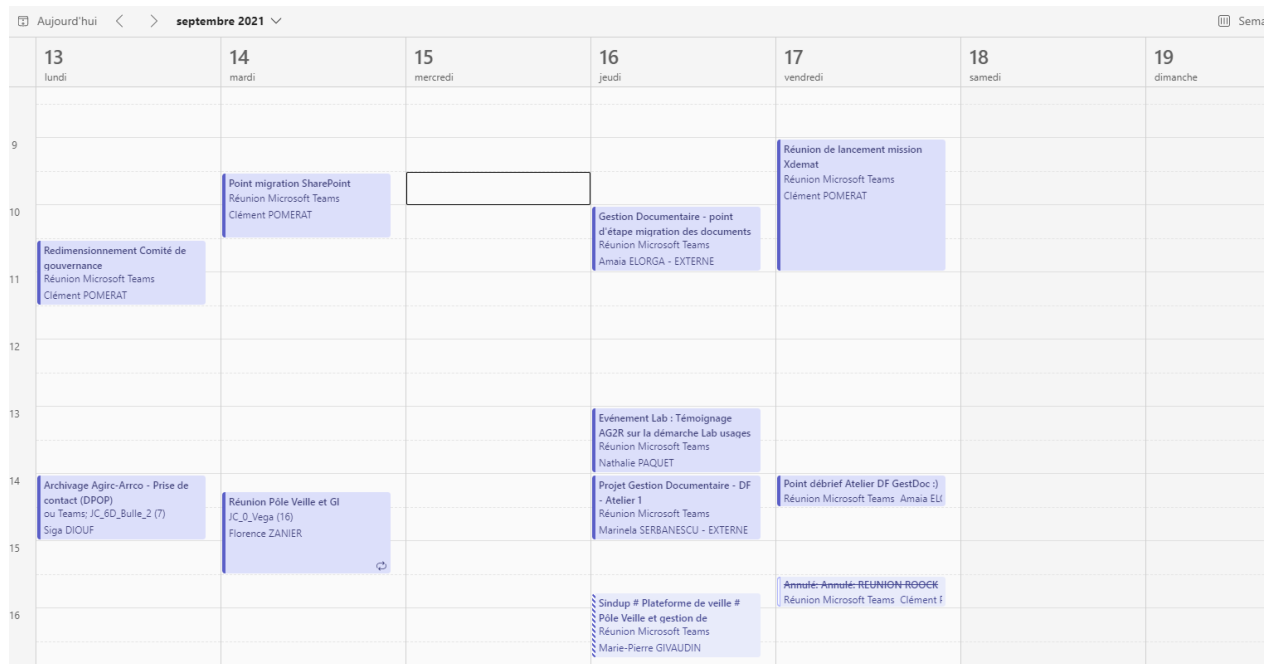 Aujourd'hui
septembre 2021
Sema
13
lundi
14
mardi
15
mercredi
16
jeudi
17
vendredi
18
samedi
19
dimanche
9
10
11
12
13
14
15
16
Redimensionnement Comité de
gouvernance
Réunion Microsoft Teams
Clément POMERAT
Archivage Agirc-Arrco - Prise de
contact (DPOP)
ou Teams; JC_6D_Bulle_2 (7)
Siga DIOUF
Point migration SharePoint
Réunion Microsoft Teams
Clément POMERAT
Réunion Pôle Veille et GI
JC_0_Vega (16)
Florence ZANIER
Gestion Documentaire - point
d'étape migration des documents
Réunion Microsoft Teams
Amaia ELORGA - EXTERNE
Evénement Lab : Témoignage
AG2R sur la démarche Lab usages
Réunion Microsoft Teams
Nathalie PAQUET
Projet Gestion Documentaire - DF
- Atelier 1
Réunion Microsoft Teams
Marinela SERBANESCU - EXTERNE
Sindup # Plateforme de veille #
Pôle Veille et gestion de
Réunion Microsoft Teams
Marie-Pierre GIVAUDIN
Réunion de lancement mission
Xdemat
Réunion Microsoft Teams
Clément POMERAT
Point débrief Atelier DF GestDoc :)
Réunion Microsoft Teams Amaia EL
Annulé: Annulé: REUNION ROOCK
Réunion Microsoft Teams Clément